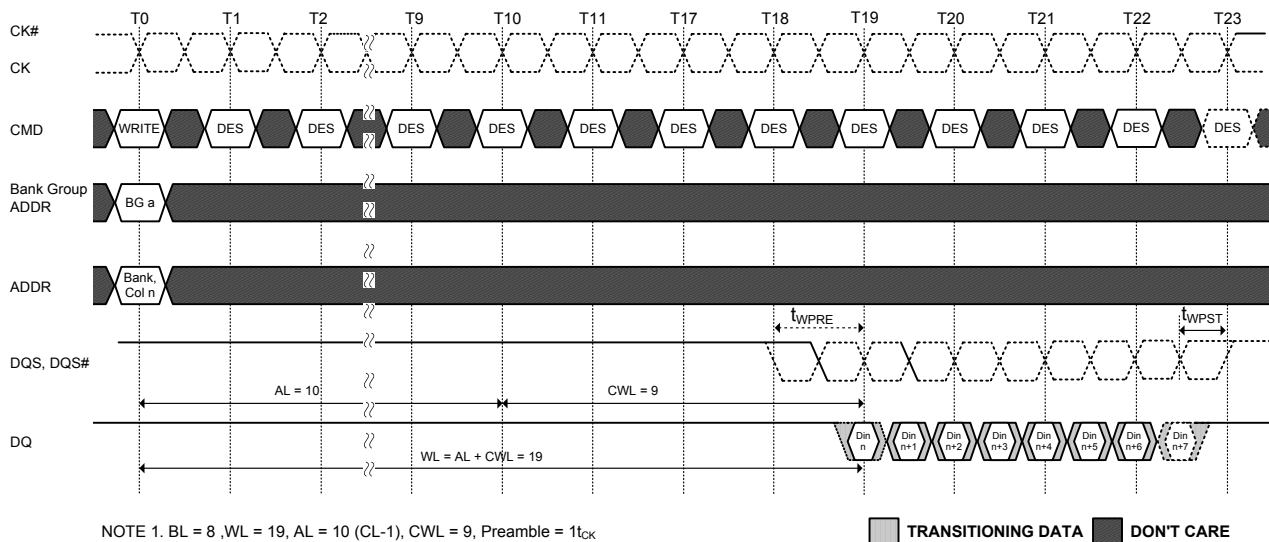 T0 T1 T2 T9 T10 T11 T17 T18 T19 T20 T21 T22 T23
CK#
CK
CMD WRITE DES DES DES DES DES DES DES DES DES DES DES DES
Bank Group
ADDR
BG a
ADDR
Bank,
Col n
tWPRE tWPST
DQS, DQS#
AL = 10 CWL = 9
DQ
Din n Din n+1 Din n+2 Din n+3 Din n+4 Din n+5 Din n+6 Din n+7
WL = AL + CWL = 19
NOTE 1. BL = 8 ,WL = 19, AL = 10 (CL-1), CWL = 9, Preamble = 1tCK
TRANSITIONING DATA DON'T CARE